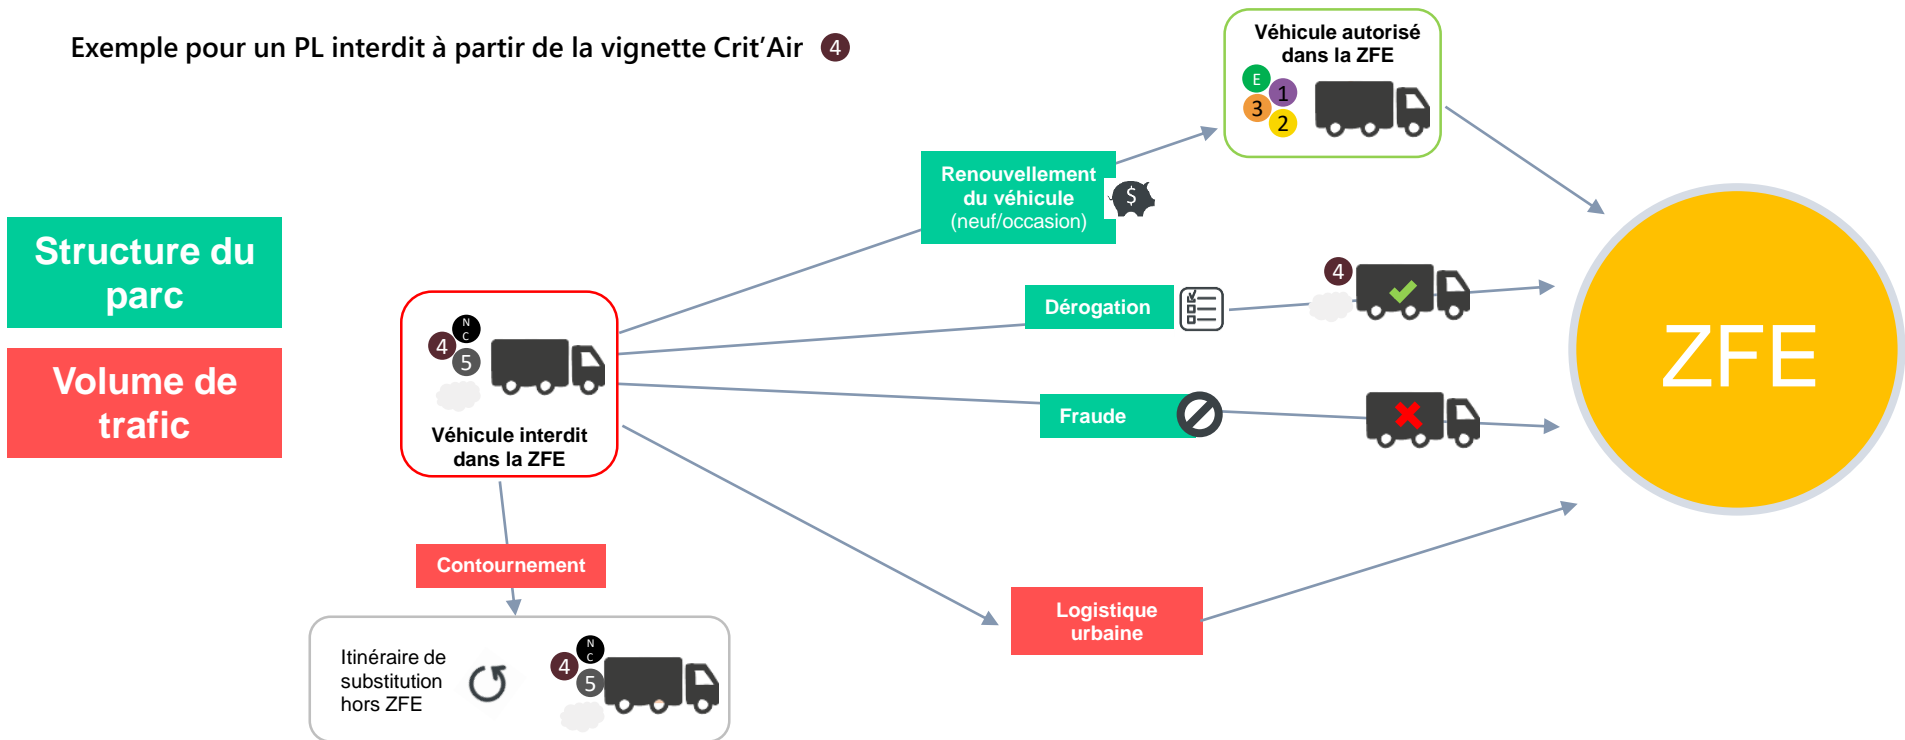 Exemple pour un PL interdit à partir de la vignette Crit'Air 4
Véhicule autorisé
dans la ZFE
E
1
3
2
Renouvellement
du véhicule
(neuf/occasion)
$
Structure du
parc
Volume de
trafic
Dérogation
4
ZFE
N
C
4
5
Véhicule interdit
dans la ZFE
Fraude
Contournement
Logistique
urbaine
Itinéraire de
substitution
hors ZFE
N
C
4
5